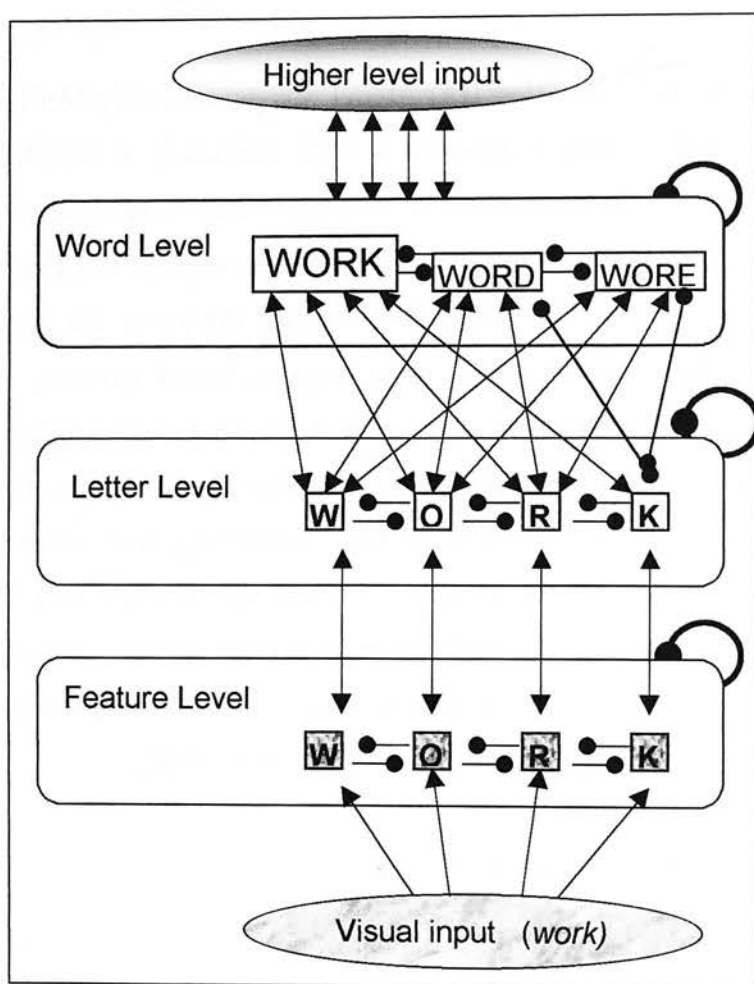 Higher level input
Word Level
WORK WORD WORE
Letter Level
W O R K
Feature Level
W O R K
Visual input (work)